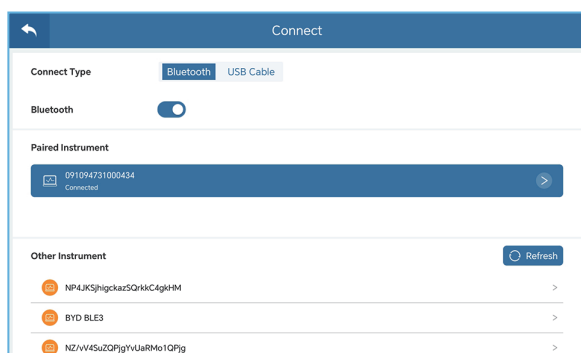 Connect
Connect Type Bluetooth USB Cable
Bluetooth
Paired Instrument
091094731000434
Connected
Other Instrument Refresh
NP4JKSjhigckazSQrkkC4gkHM
BYD BLE3
NZ/vV4SuZQPjgYvUaRMo1QPjg